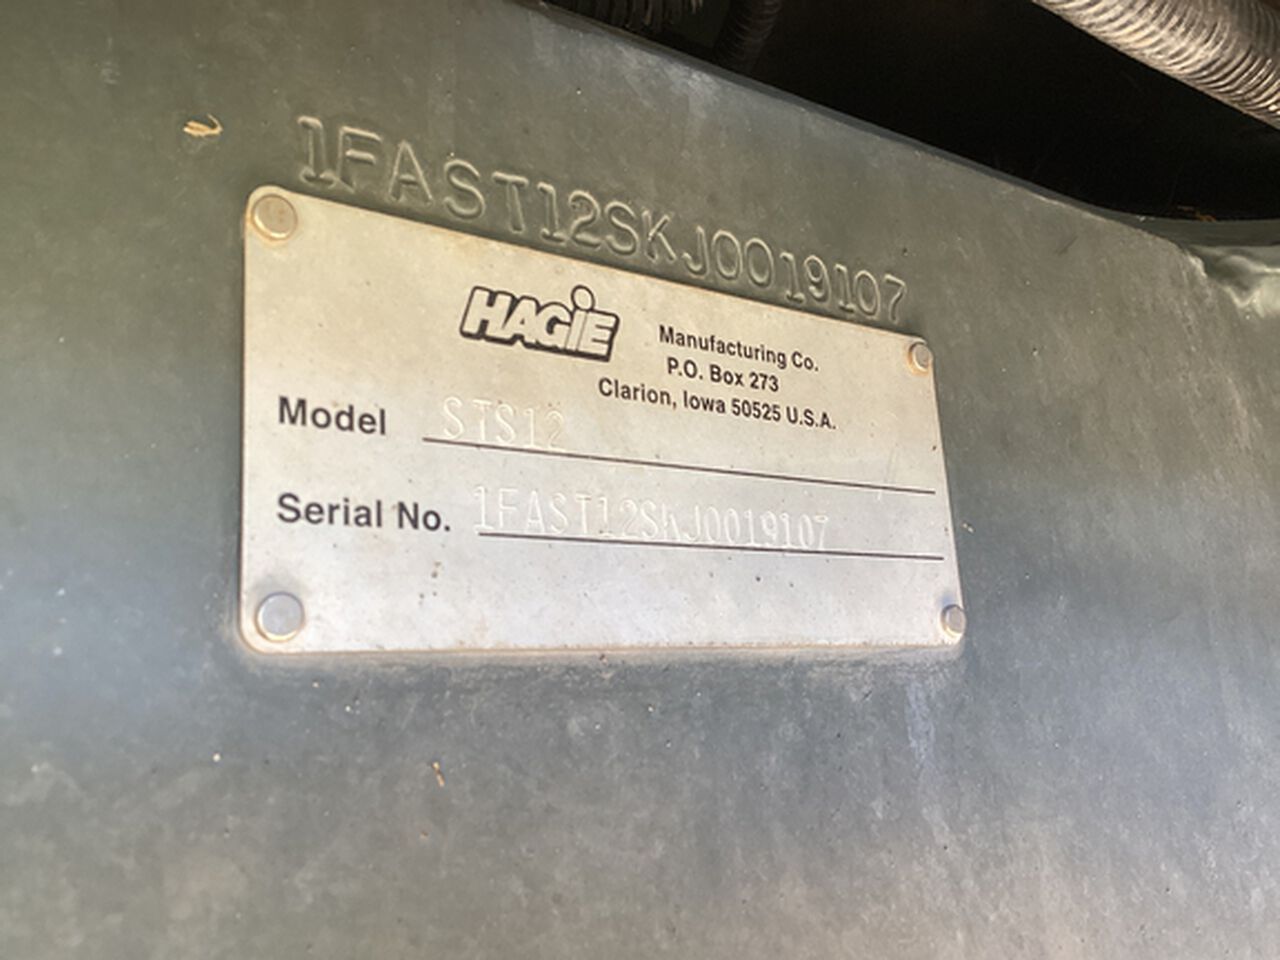 1FAST12SKJ0019107
HAGIE
Manufacturing Co.
P.O. Box 273
Clarion, Iowa 50525 U.S.A.
Model STS12
Serial No. 1FAST12SKJ0019107